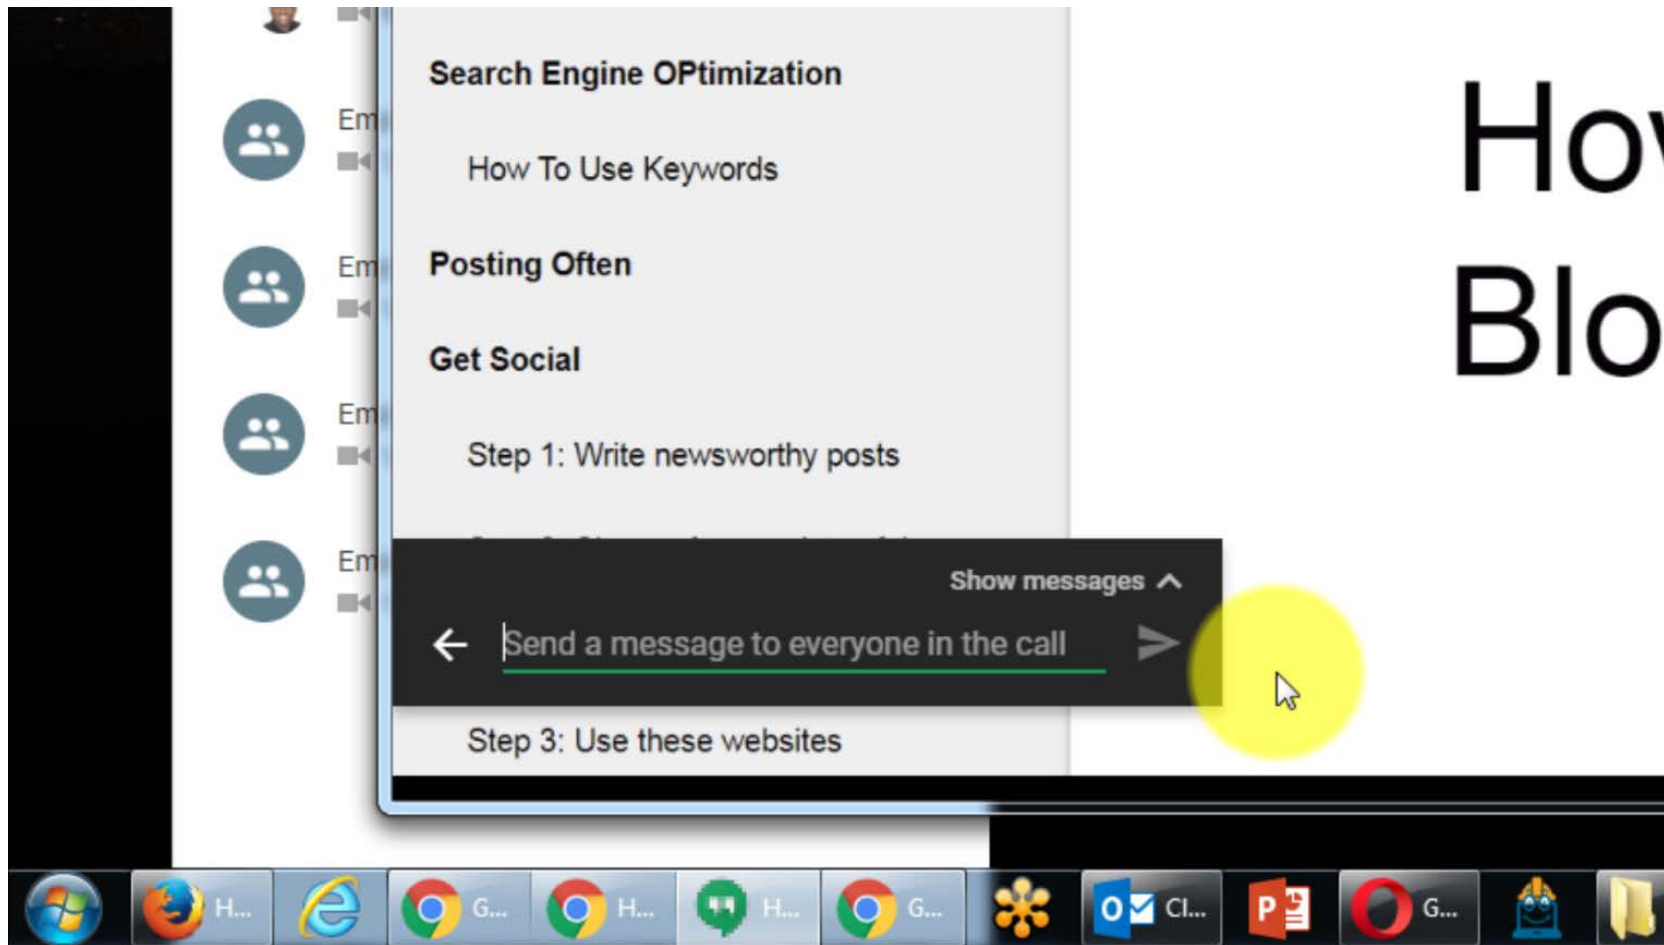 Search Engine OPtimization
How
Em
How To Use Keywords
Em
Posting Often
Blo
Get Social
Em
Step 1: Write newsworthy posts
Em
Show messages
Send a message to everyone in the call
Step 3: Use these websites
H...
G...
H...
H...
G...
Cl...
G...